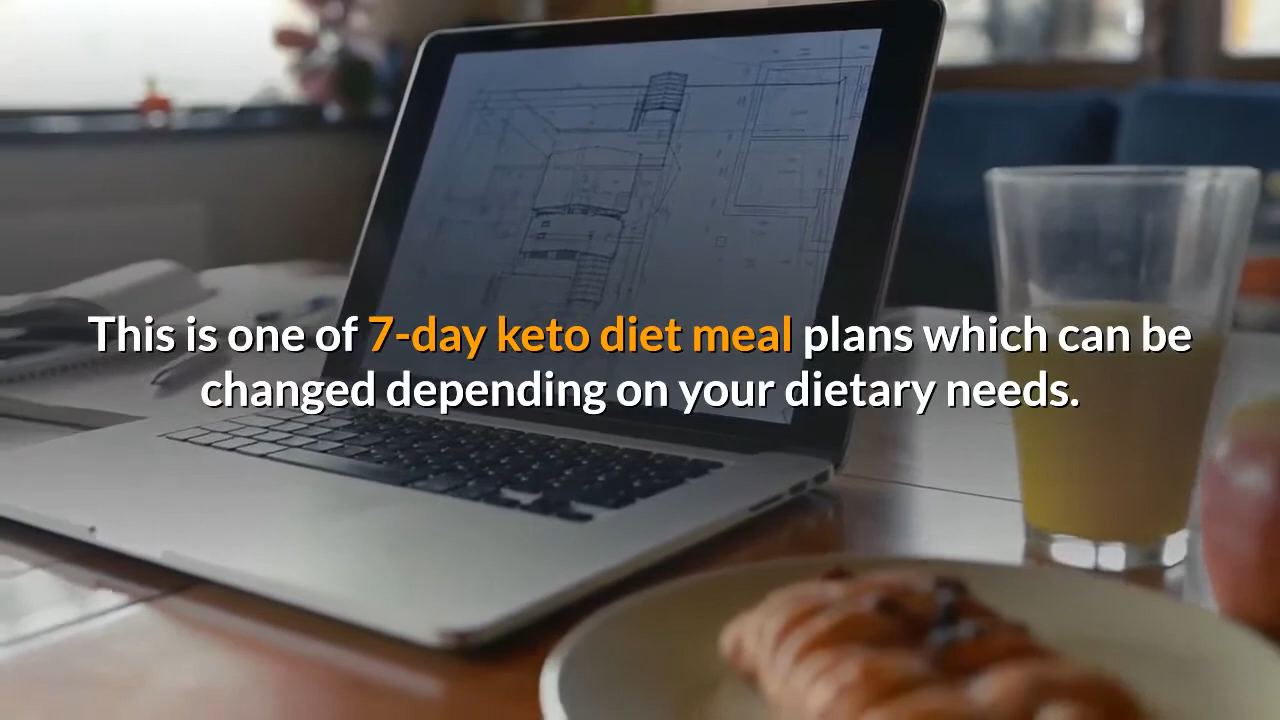 This is one of 7-day keto diet meal plans which can be
changed depending on your dietary needs.